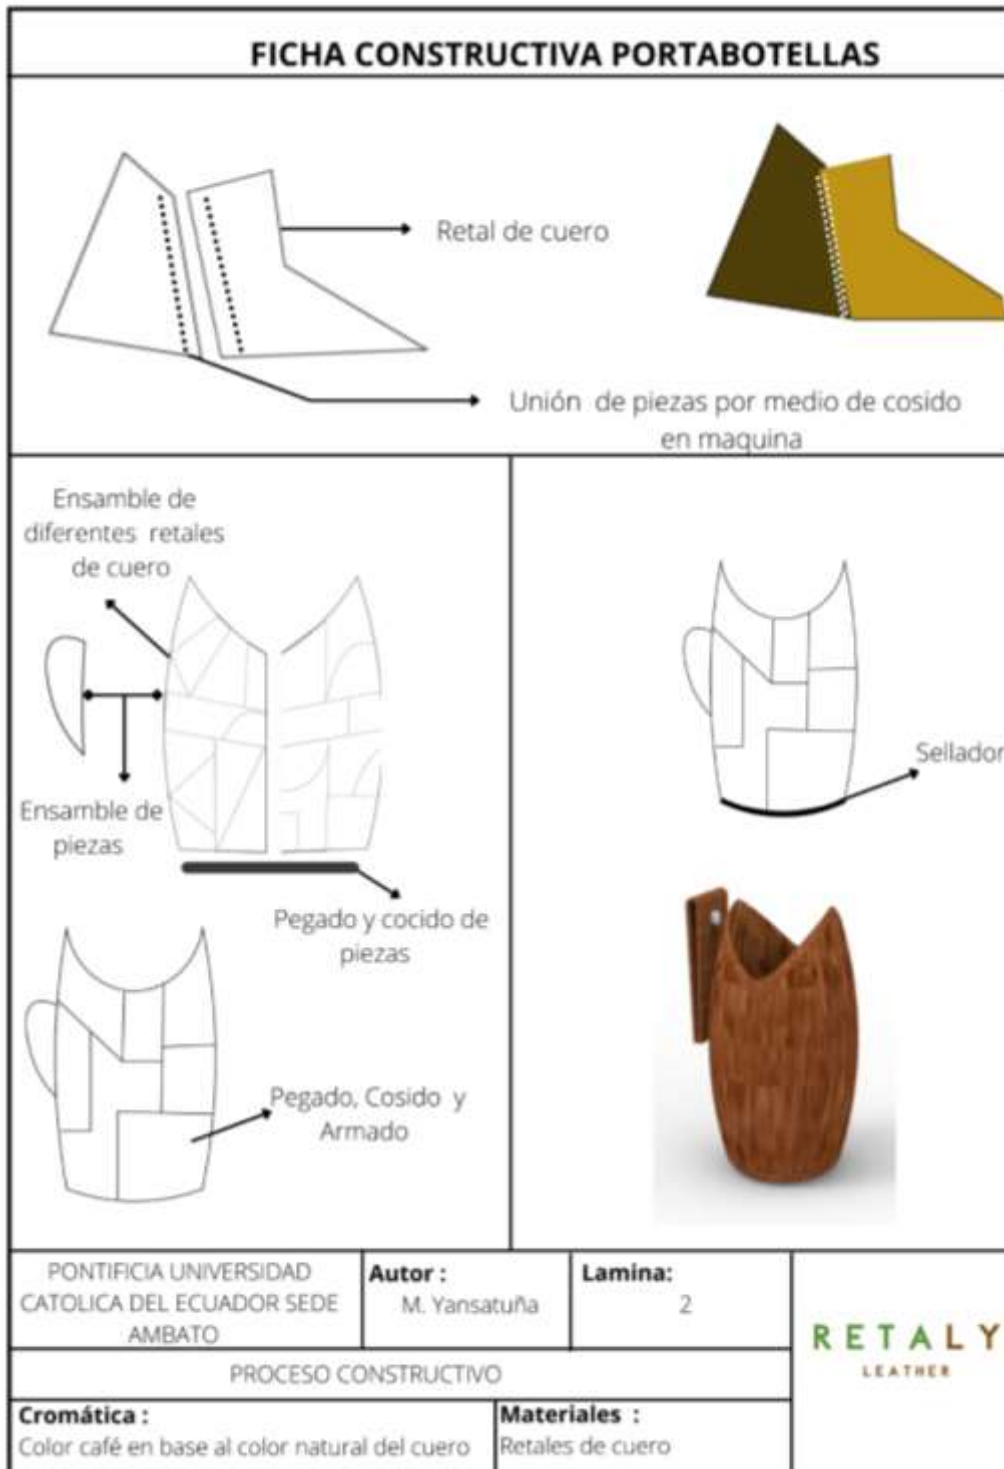 FICHA CONSTRUCTIVA PORTABOTELLAS
Retal de cuero
Unión de piezas por medio de cosido
en maquina
Ensamble de
diferentes retales
de cuero
Ensamble de
piezas
Pegado y cocido de
piezas
Pegado, Cosido y
Armado
Sellador
PONTIFICIA UNIVERSIDAD
CATOLICA DEL ECUADOR SEDE
AMBATO
Autor :
M. Yansatuña
Lamina:
2
PROCESO CONSTRUCTIVO
Cromática :
Color café en base al color natural del cuero
Materiales :
Retales de cuero
RETALY
LEATHER